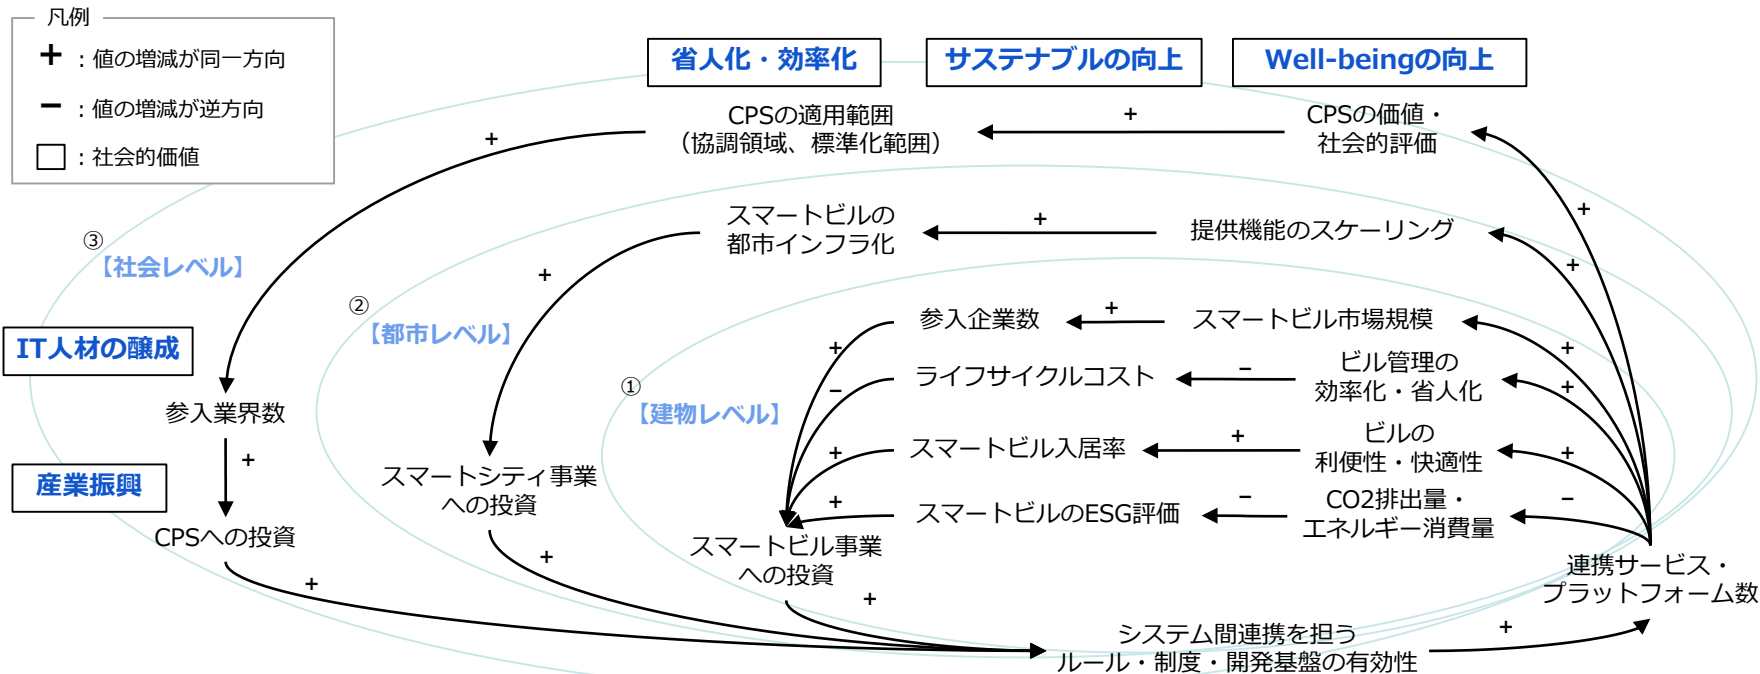 凡例
+ ：値の増減が同一方向
− ：値の増減が逆方向
：社会的価値
省人化・効率化
サステナブルの向上
Well-beingの向上
CPSの適用範囲
（協調領域、標準化範囲）
+
CPSの価値・
社会的評価
+
+
③
【社会レベル】
スマートビルの
都市インフラ化
+
提供機能のスケーリング
+
+
②
【都市レベル】
参入企業数
+
スマートビル市場規模
+
+
IT人材の醸成
ライフサイクルコスト
−
ビル管理の
効率化・省人化
+
−
①
【建物レベル】
参入業界数
スマートビル入居率
+
ビルの
利便性・快適性
+
+
+
産業振興
スマートシティ事業
への投資
スマートビルのESG評価
−
CO2排出量・
エネルギー消費量
−
+
CPSへの投資
スマートビル事業
への投資
連携サービス・
プラットフォーム数
+
+
+
システム間連携を担う
ルール・制度・開発基盤の有効性
+